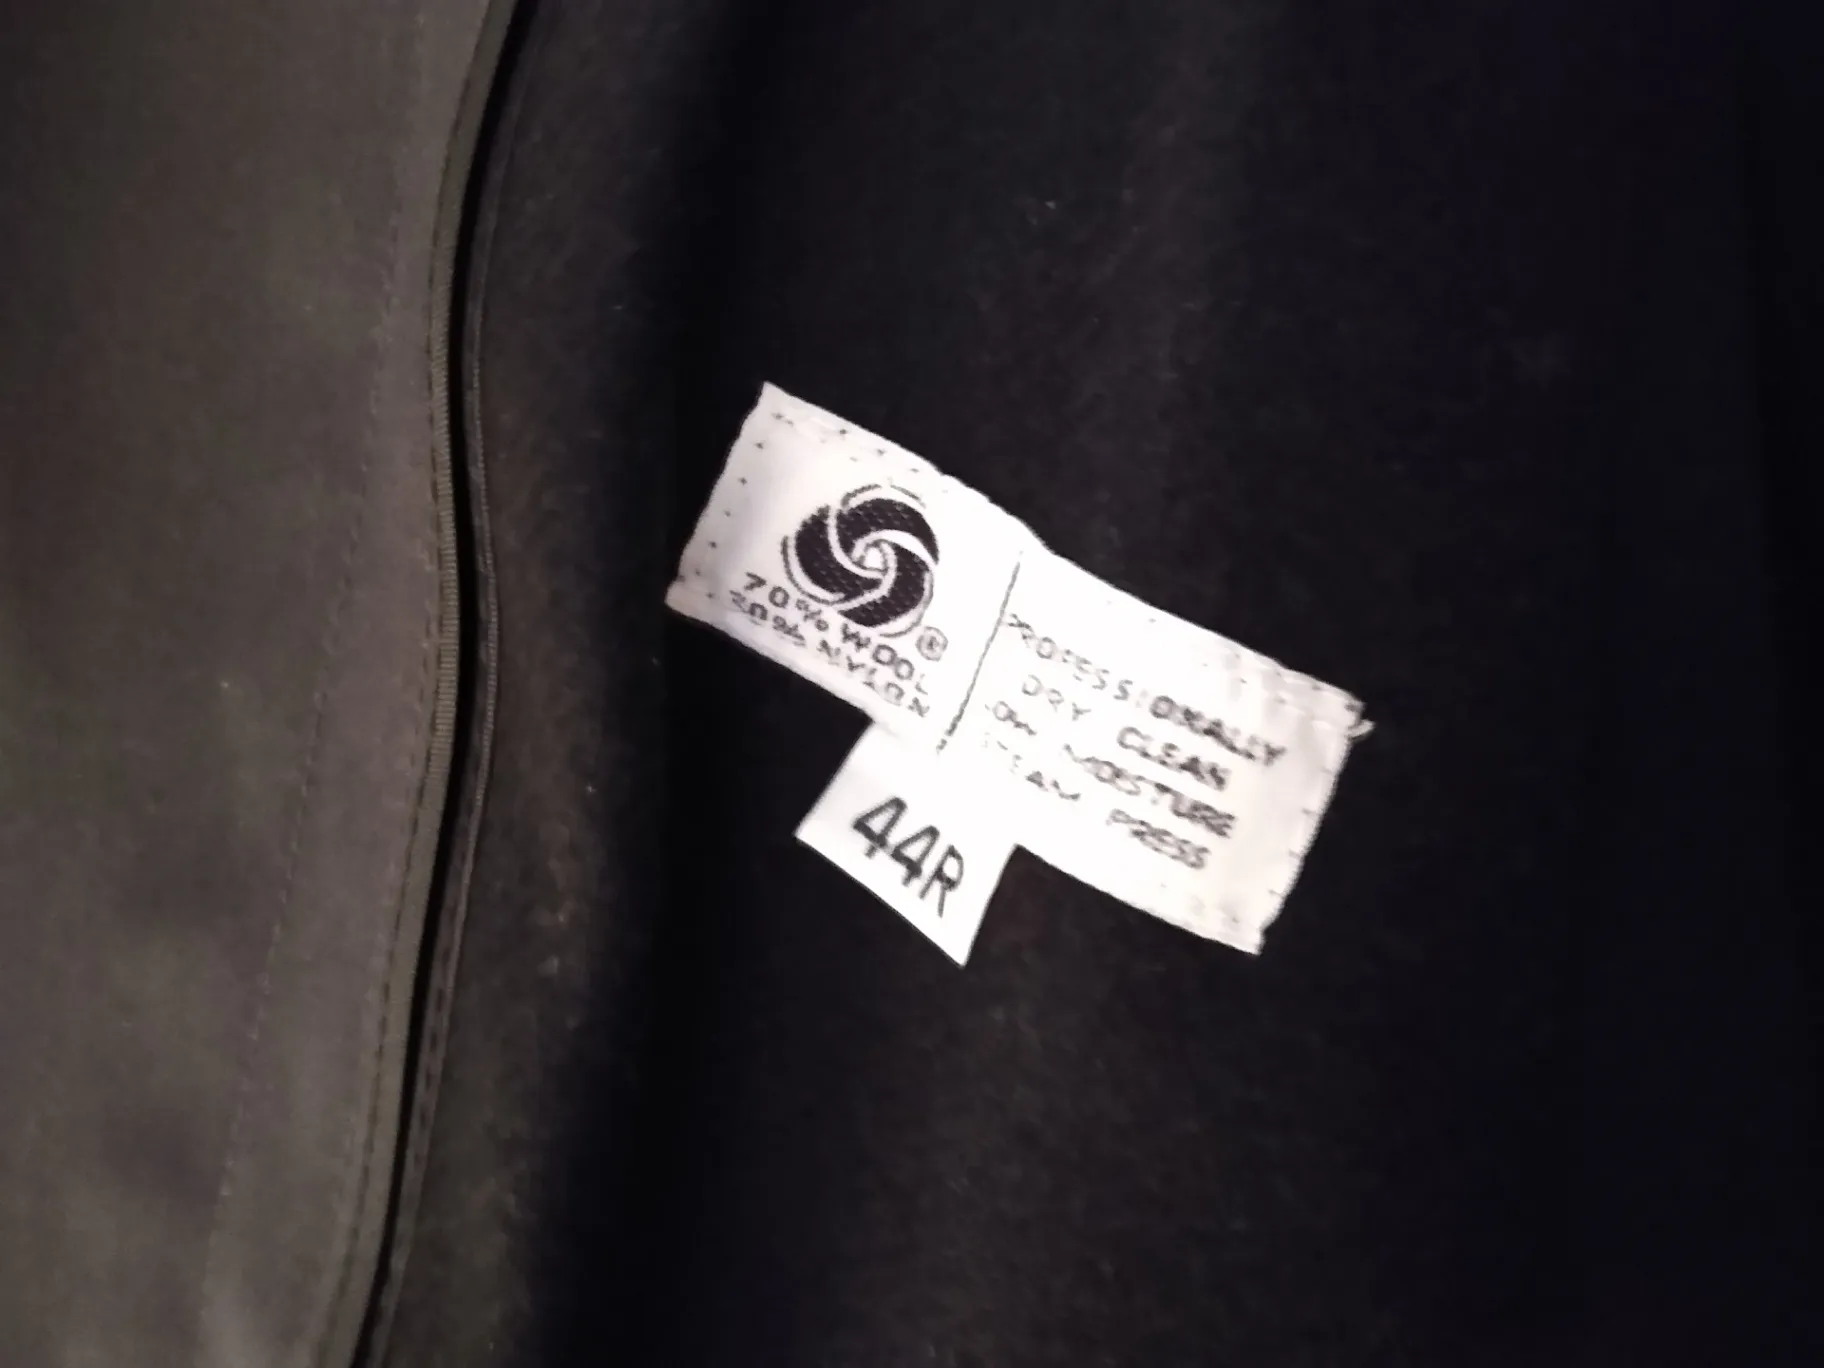 ®
70% WOOL
30% NYLON
PROFESSIONALLY
DRY CLEAN
LOW MOISTURE
STEAM PRESS
44R